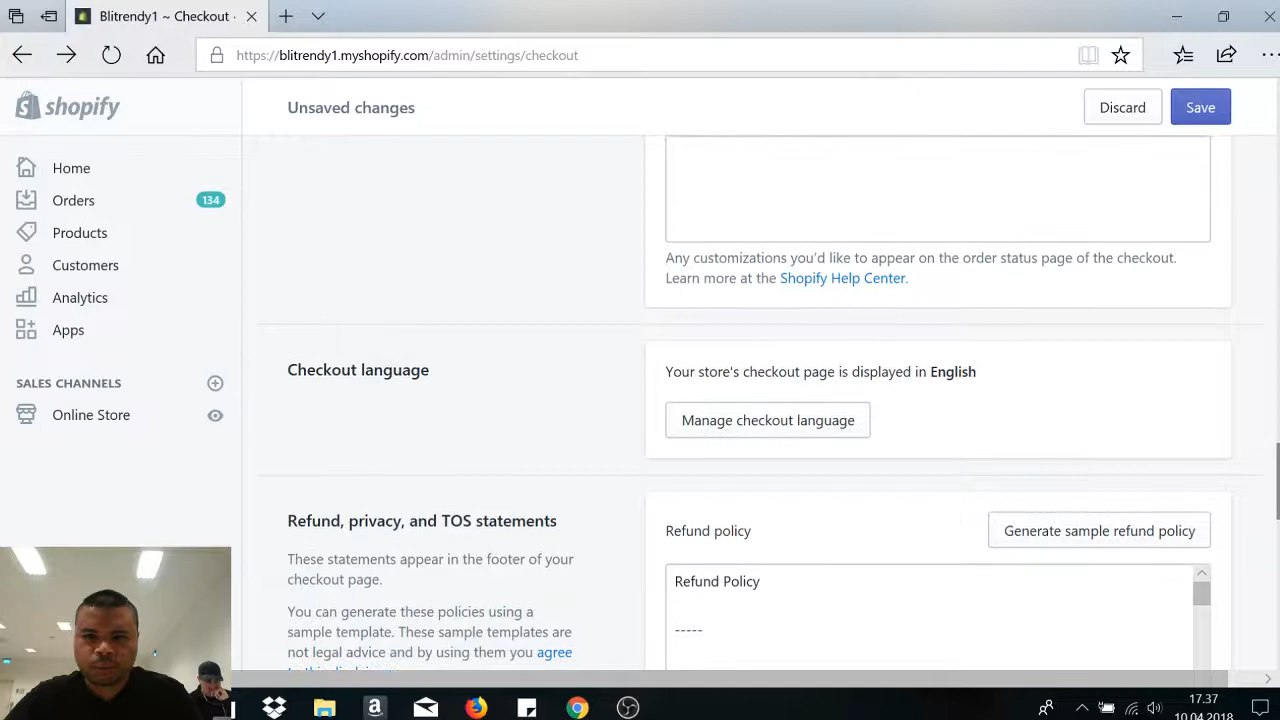 Blitrendy1 ~ Checkout -
https://blitrendy1.myshopify.com/admin/settings/checkout
shopify
Unsaved changes
Discard
Save
Home
Orders
134
Products
Customers
Analytics
Apps
SALES CHANNELS
Online Store
Any customizations you'd like to appear on the order status page of the checkout.
Learn more at the Shopify Help Center.
Checkout language
Your store's checkout page is displayed in English
Manage checkout language
Refund, privacy, and TOS statements
These statements appear in the footer of your
checkout page.
You can generate these policies using a
sample template. These sample templates are
not legal advice and by using them you agree
Refund policy
Generate sample refund policy
Refund Policy
-----
17.37
10.04.2018